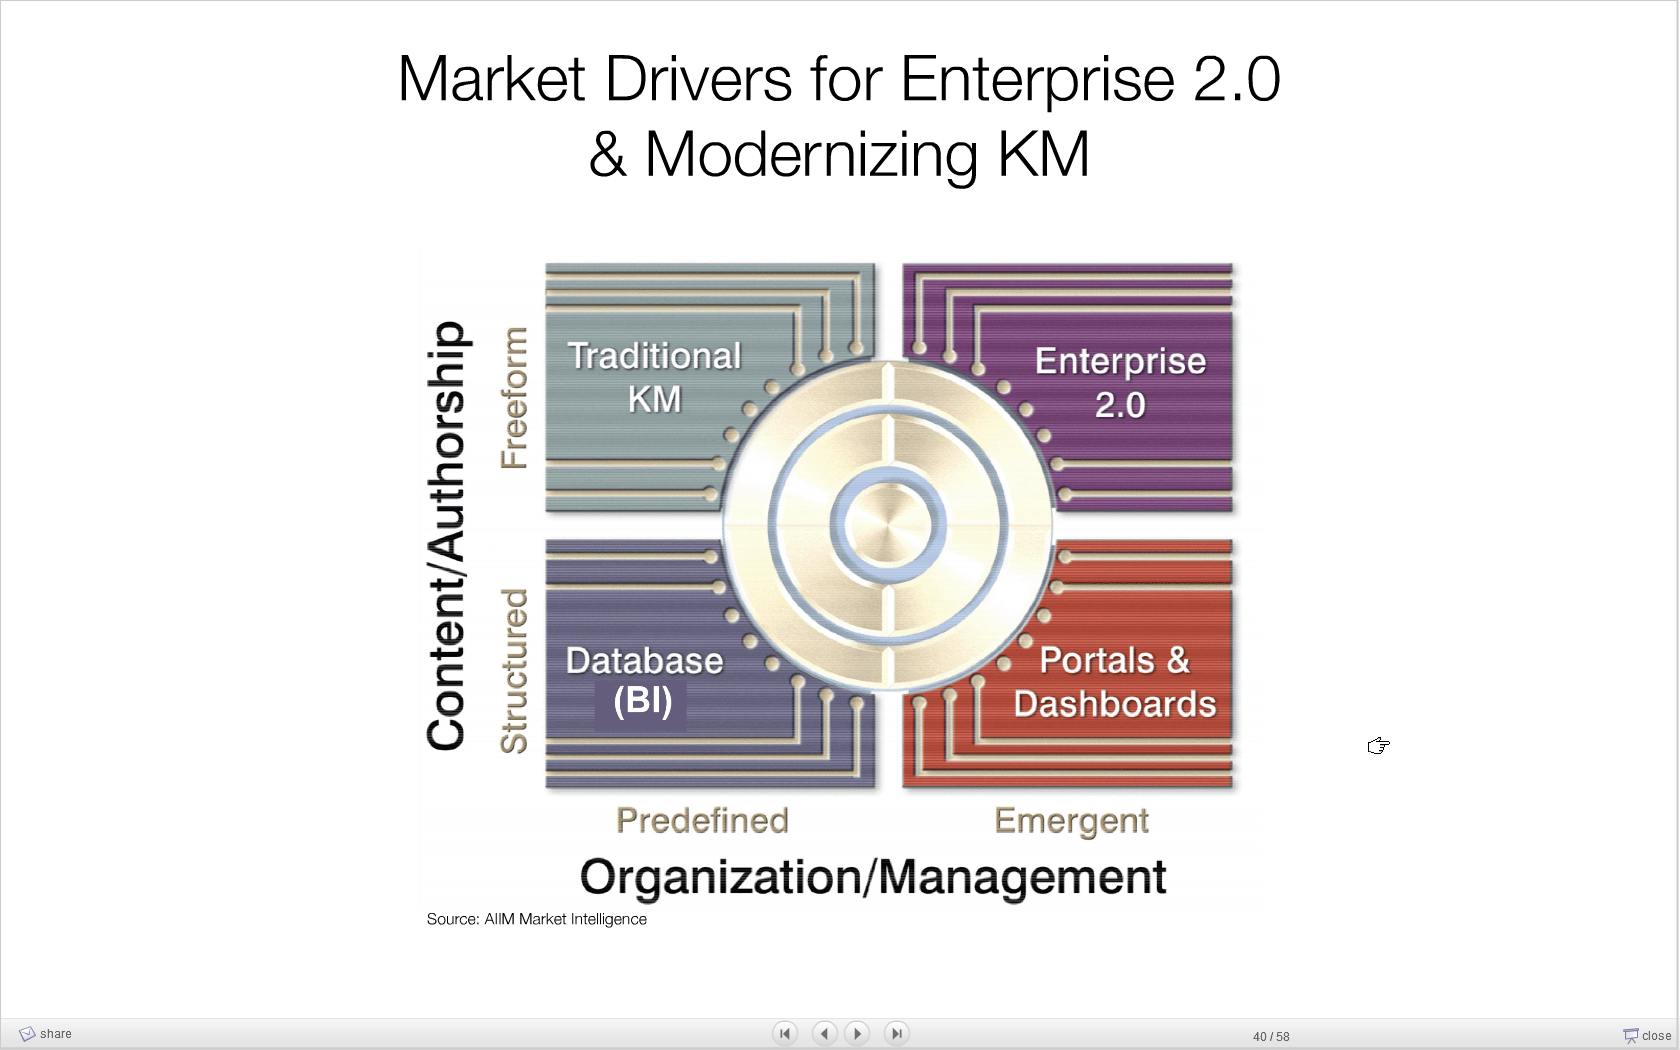 Market Drivers for Enterprise 2.0
& Modernizing KM
Content/Authorship
Freeform
Structured
Traditional
KM
Enterprise
2.0
Database
(BI)
Portals &
Dashboards
Predefined
Emergent
Organization/Management
Source: AIIM Market Intelligence
share
40 / 58
close